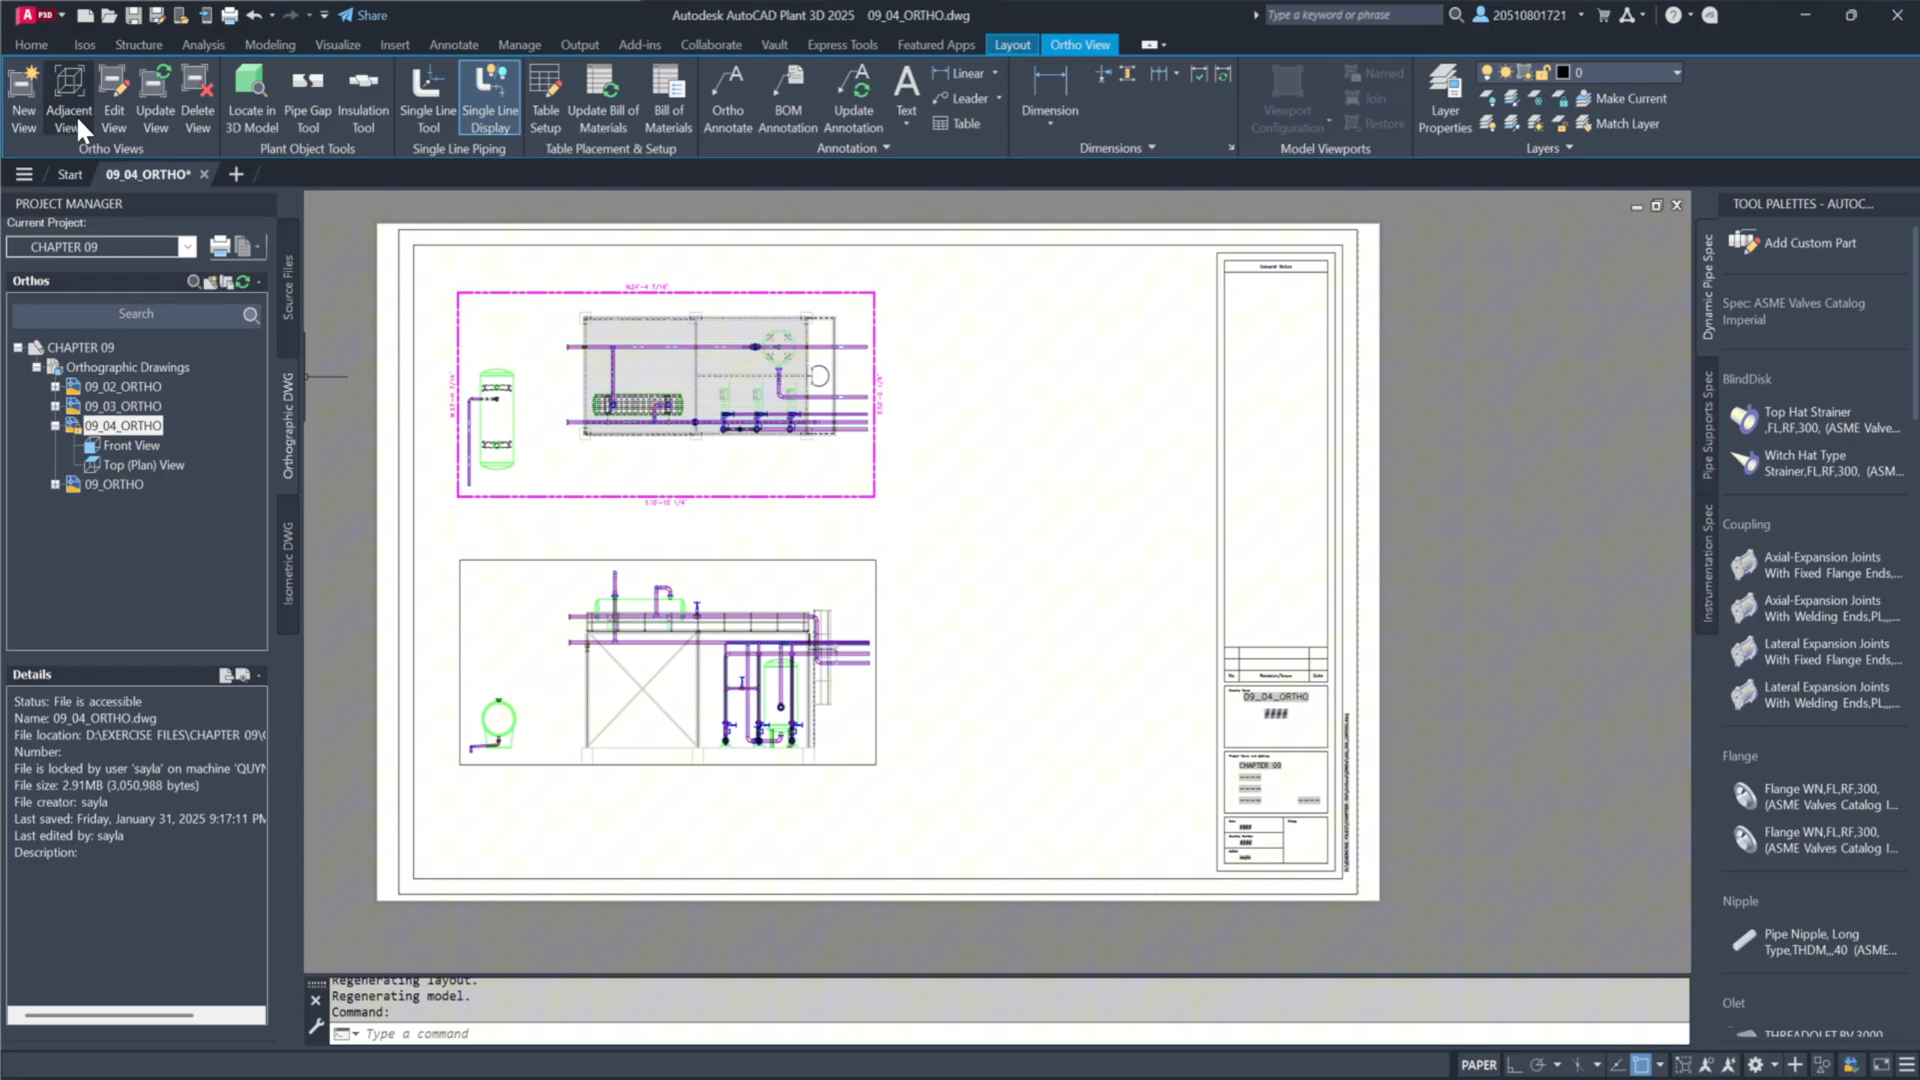 P3D
Share
Autodesk AutoCAD Plant 3D 2025 09_04_ORTHO.dwg
Type a keyword or phrase
20510801721
Home Isos Structure Analysis Modeling Visualize Insert Annotate Manage Output Add-ins Collaborate Vault Express Tools Featured Apps Layout Ortho View
New View
Adjacent View
Edit View
Update View
Delete View
Ortho Views
Locate in 3D Model
Pipe Gap Tool
Insulation Tool
Plant Object Tools
Single Line Tool
Single Line Display
Single Line Piping
Table Setup
Update Bill of Materials
Bill of Materials
Table Placement & Setup
Ortho Annotate
BOM Annotation
Update Annotation
Text
Linear
Leader
Table
Annotation
Dimension
Dimensions
Viewport Configuration
Named
Join
Restore
Model Viewports
Layer Properties
0
Make Current
Match Layer
Layers
Start
09_04_ORTHO*
PROJECT MANAGER
Current Project:
CHAPTER 09
Orthos
Search
CHAPTER 09
Orthographic Drawings
09_02_ORTHO
09_03_ORTHO
09_04_ORTHO
Front View
Top (Plan) View
09_ORTHO
Source Files
Orthographic DWG
Isometric DWG
Details
Status: File is accessible
Name: 09_04_ORTHO.dwg
File location: D:\EXERCISE FILES\CHAPTER 09\
Number:
File is locked by user 'sayla' on machine 'QUYN
File size: 2.91MB (3,050,988 bytes)
File creator: sayla
Last saved: Friday, January 31, 2025 9:17:11 PM
Last edited by: sayla
Description:
General Notes
No. Revision/Issue Date
09_04_ORTHO
####
CHAPTER 09
----
----
---- ----
####
####
Regenerating layout.
Regenerating model.
Command:
Type a command
TOOL PALETTES - AUTOC...
Dynamic Pipe Spec
Pipe Supports Spec
Instrumentation Spec
Add Custom Part
Spec: ASME Valves Catalog
Imperial
BlindDisk
Top Hat Strainer
,FL,RF,300, (ASME Valve...
Witch Hat Type
Strainer,FL,RF,300, (ASM...
Coupling
Axial-Expansion Joints
With Fixed Flange Ends,...
Axial-Expansion Joints
With Welding Ends,PL,,,...
Lateral Expansion Joints
With Fixed Flange Ends,...
Lateral Expansion Joints
With Welding Ends,PL,,,...
Flange
Flange WN,FL,RF,300,
(ASME Valves Catalog I...
Flange WN,FL,RF,300,
(ASME Valves Catalog I...
Nipple
Pipe Nipple, Long
Type,THDM,,,40 (ASME...
Olet
THREADOLET BV 3000
PAPER